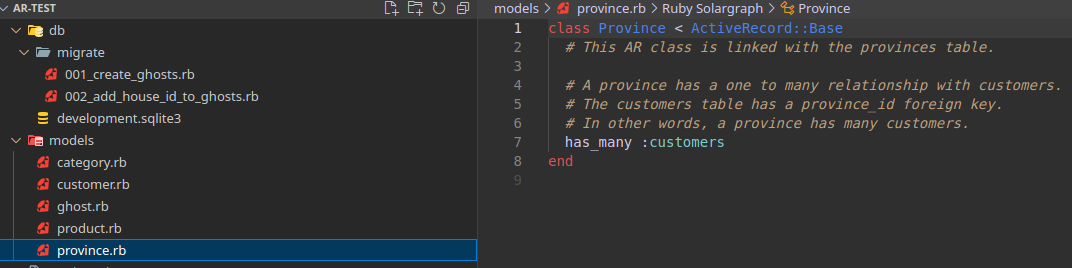 AR-TEST
db
migrate
001_create_ghosts.rb
002_add_house_id_to_ghosts.rb
development.sqlite3
models
category.rb
customer.rb
ghost.rb
product.rb
province.rb
models > province.rb > Ruby Solargraph > Province
1 class Province < ActiveRecord::Base
2 # This AR class is linked with the provinces table.
3
4 # A province has a one to many relationship with customers.
5 # The customers table has a province_id foreign key.
6 # In other words, a province has many customers.
7 has_many :customers
8 end
9